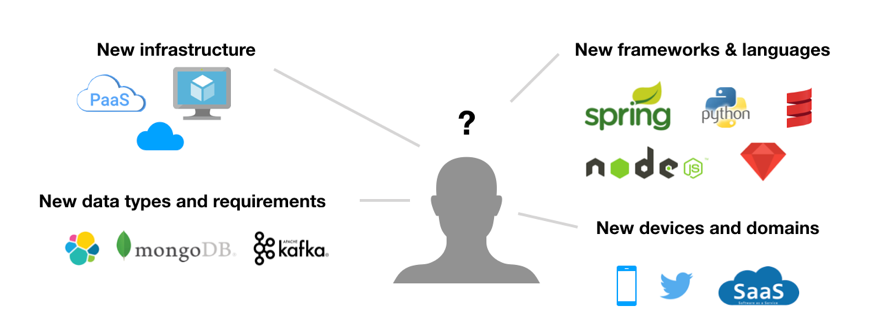 New infrastructure
New frameworks & languages
PaaS
spring
python
?
node
JS
New data types and requirements
mongoDB®
APACHE
kafka®
New devices and domains
SaaS
Software as a Service